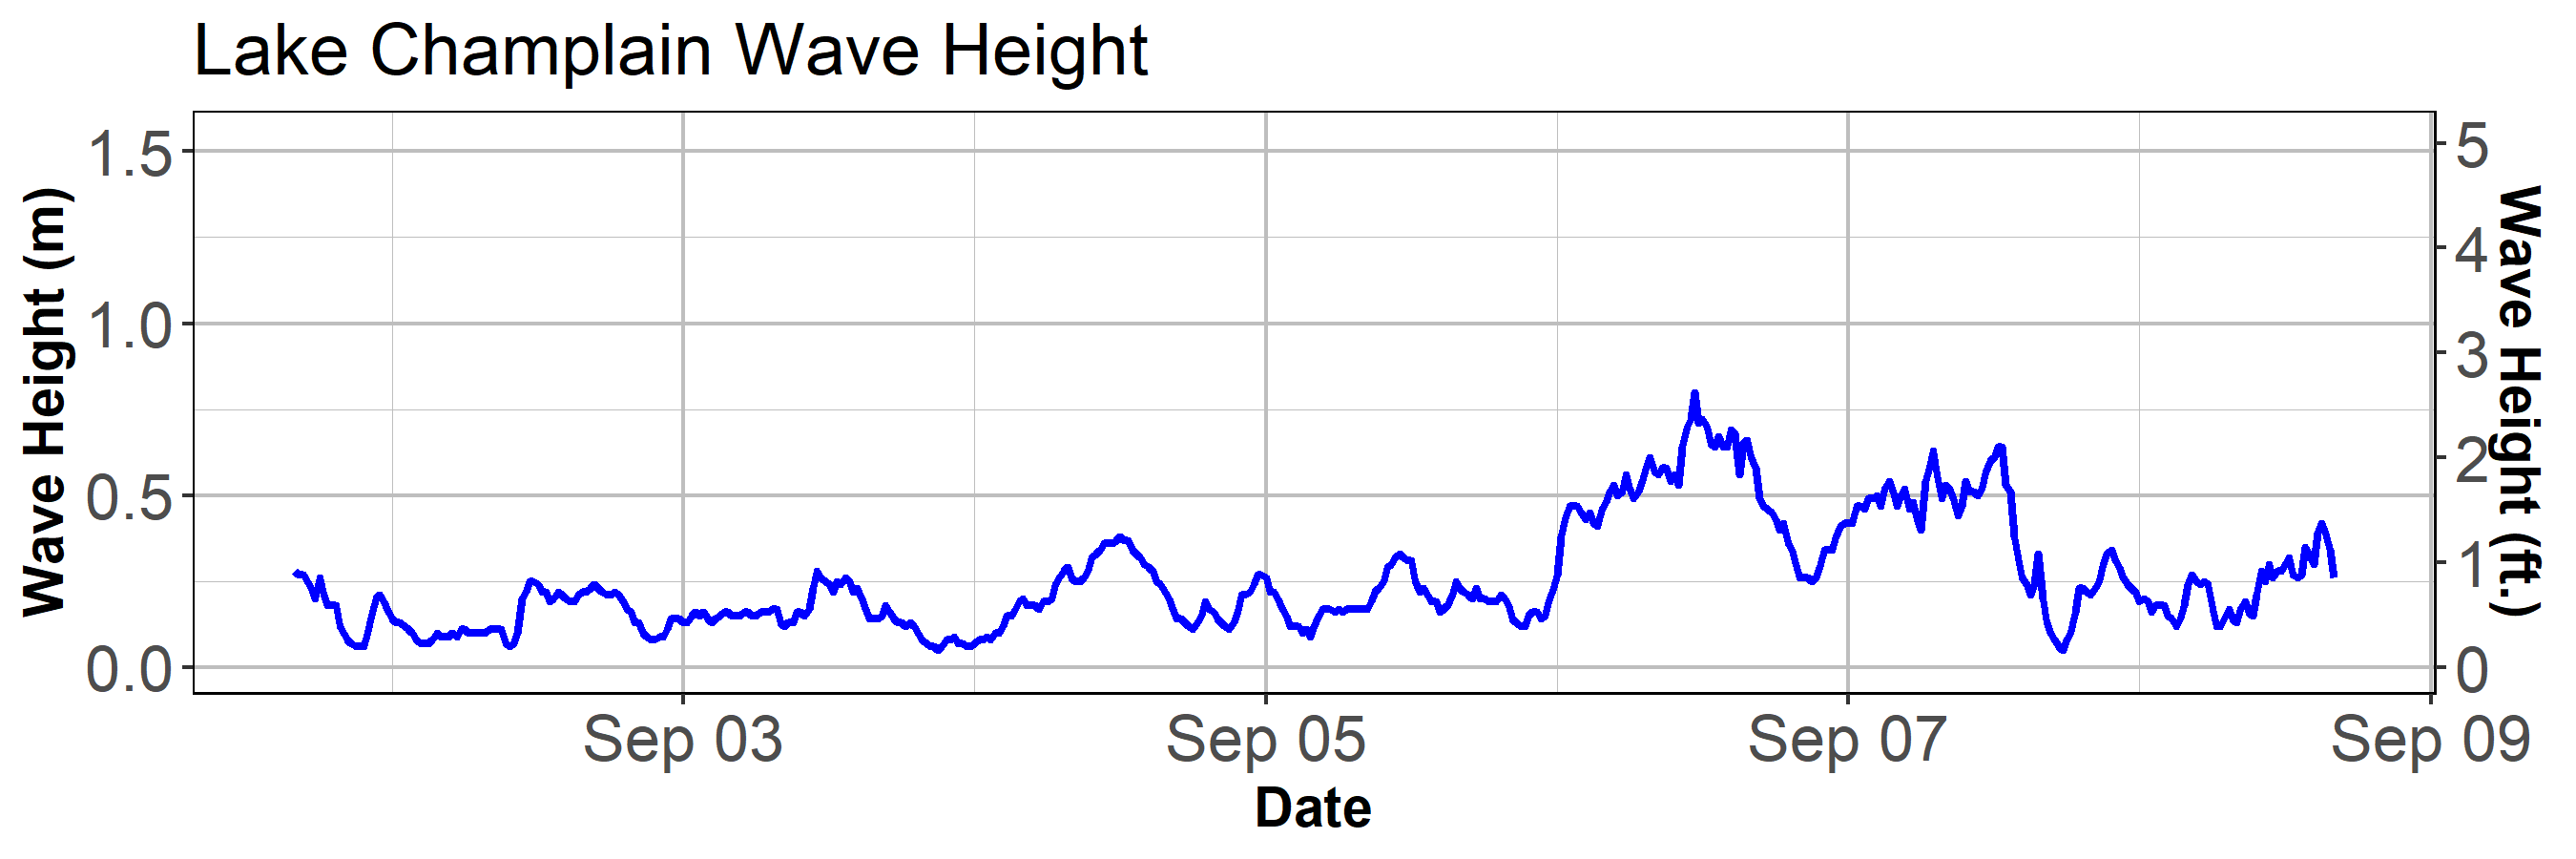 Lake Champlain Wave Height
Wave Height (m)
1.5
1.0
0.5
0.0
5
4
3
2
1
0
Wave Height (ft.)
Sep 03 Sep 05 Sep 07 Sep 09
Date